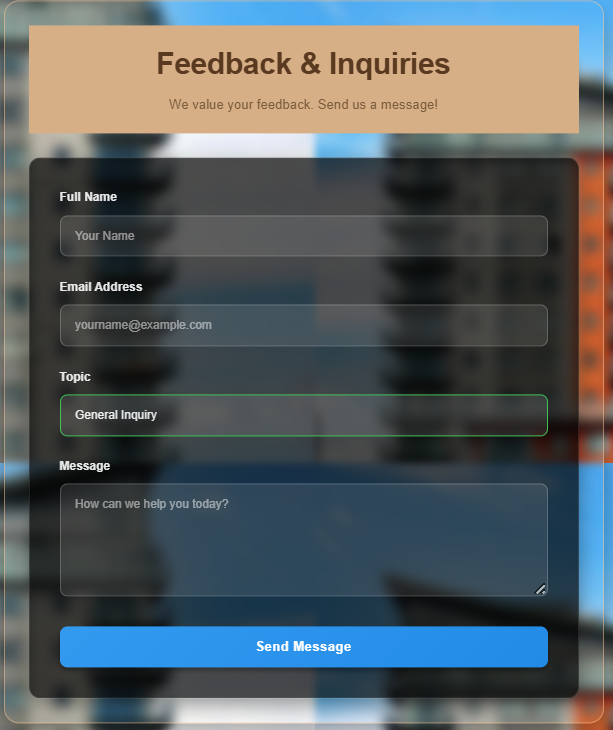 Feedback & Inquiries
We value your feedback. Send us a message!
Full Name
Your Name
Email Address
yourname@example.com
Topic
General Inquiry
Message
How can we help you today?
Send Message